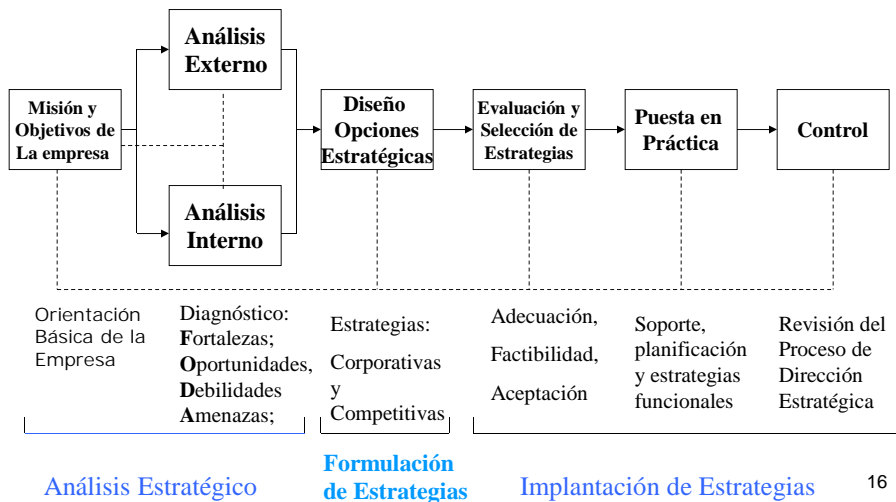 Análisis
Externo
Misión y
Objetivos de
La empresa
Diseño
Opciones
Estratégicas
Evaluación y
Selección de
Estrategias
Puesta en
Práctica
Control
Análisis
Interno
Orientación
Básica de la
Empresa
Diagnóstico:
Fortalezas;
Oportunidades,
Debilidades
Amenazas;
Estrategias:
Corporativas
y
Competitivas
Adecuación,
Factibilidad,
Aceptación
Soporte,
planificación
y estrategias
funcionales
Revisión del
Proceso de
Dirección
Estratégica
Análisis Estratégico
Formulación
de Estrategias
Implantación de Estrategias
16